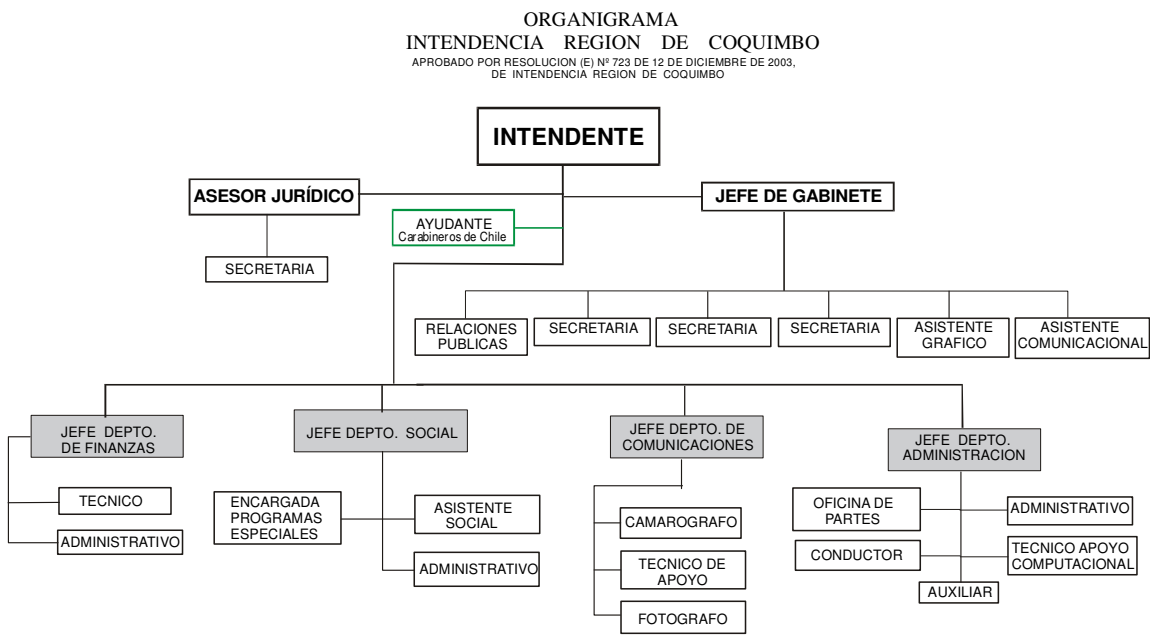 ORGANIGRAMA
INTENDENCIA REGION DE COQUIMBO
APROBADO POR RESOLUCION (E) Nº 723 DE 12 DE DICIEMBRE DE 2003,
DE INTENDENCIA REGION DE COQUIMBO
INTENDENTE
ASESOR JURÍDICO
JEFE DE GABINETE
AYUDANTE
Carabineros de Chile
SECRETARIA
RELACIONES
PUBLICAS
SECRETARIA
SECRETARIA
SECRETARIA
ASISTENTE
GRAFICO
ASISTENTE
COMUNICACIONAL
JEFE DEPTO.
DE FINANZAS
JEFE DEPTO. SOCIAL
JEFE DEPTO. DE
COMUNICACIONES
JEFE DEPTO.
ADMINISTRACION
TECNICO
ADMINISTRATIVO
ENCARGADA
PROGRAMAS
ESPECIALES
ASISTENTE
SOCIAL
ADMINISTRATIVO
CAMAROGRAFO
TECNICO DE
APOYO
FOTOGRAFO
OFICINA DE
PARTES
ADMINISTRATIVO
CONDUCTOR
TECNICO APOYO
COMPUTACIONAL
AUXILIAR